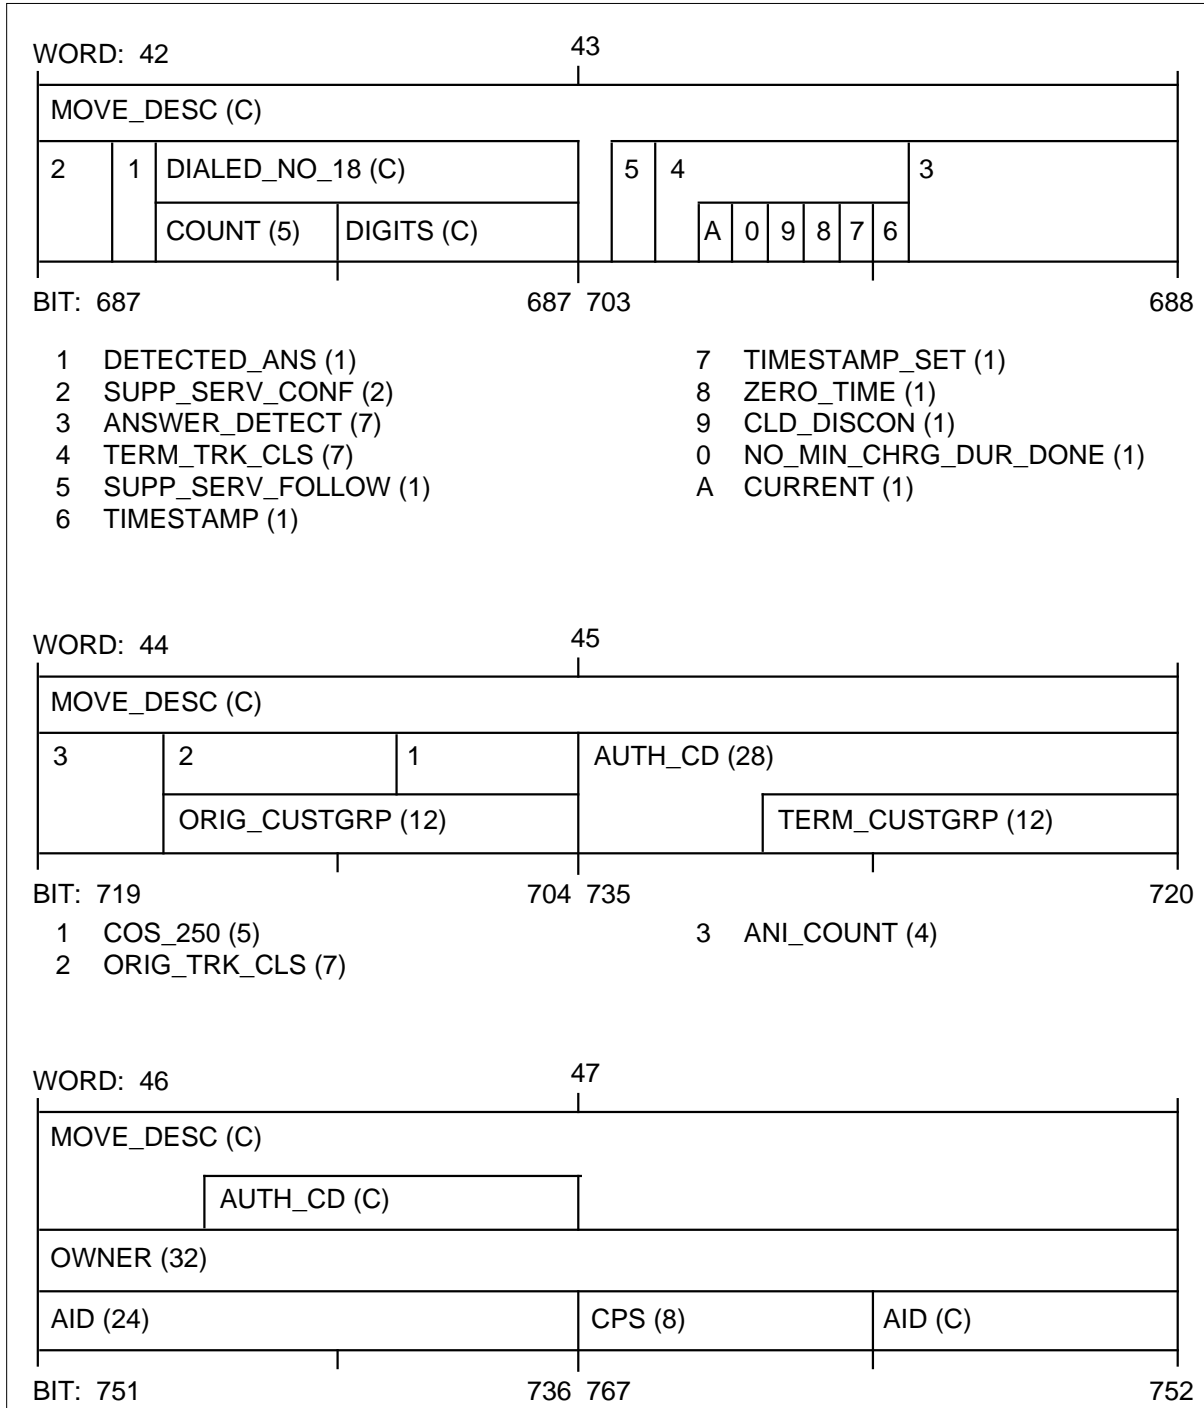 WORD: 42 43
MOVE_DESC (C)
2 1 DIALED_NO_18 (C) 5 4 3
COUNT (5) DIGITS (C) A 0 9 8 7 6
BIT: 687 687 703 688
1 DETECTED_ANS (1) 7 TIMESTAMP_SET (1)
2 SUPP_SERV_CONF (2) 8 ZERO_TIME (1)
3 ANSWER_DETECT (7) 9 CLD_DISCON (1)
4 TERM_TRK_CLS (7) 0 NO_MIN_CHRG_DUR_DONE (1)
5 SUPP_SERV_FOLLOW (1) A CURRENT (1)
6 TIMESTAMP (1)
WORD: 44 45
MOVE_DESC (C)
3 2 1 AUTH_CD (28)
ORIG_CUSTGRP (12) TERM_CUSTGRP (12)
BIT: 719 704 735 720
1 COS_250 (5) 3 ANI_COUNT (4)
2 ORIG_TRK_CLS (7)
WORD: 46 47
MOVE_DESC (C)
AUTH_CD (C)
OWNER (32)
AID (24) CPS (8) AID (C)
BIT: 751 736 767 752